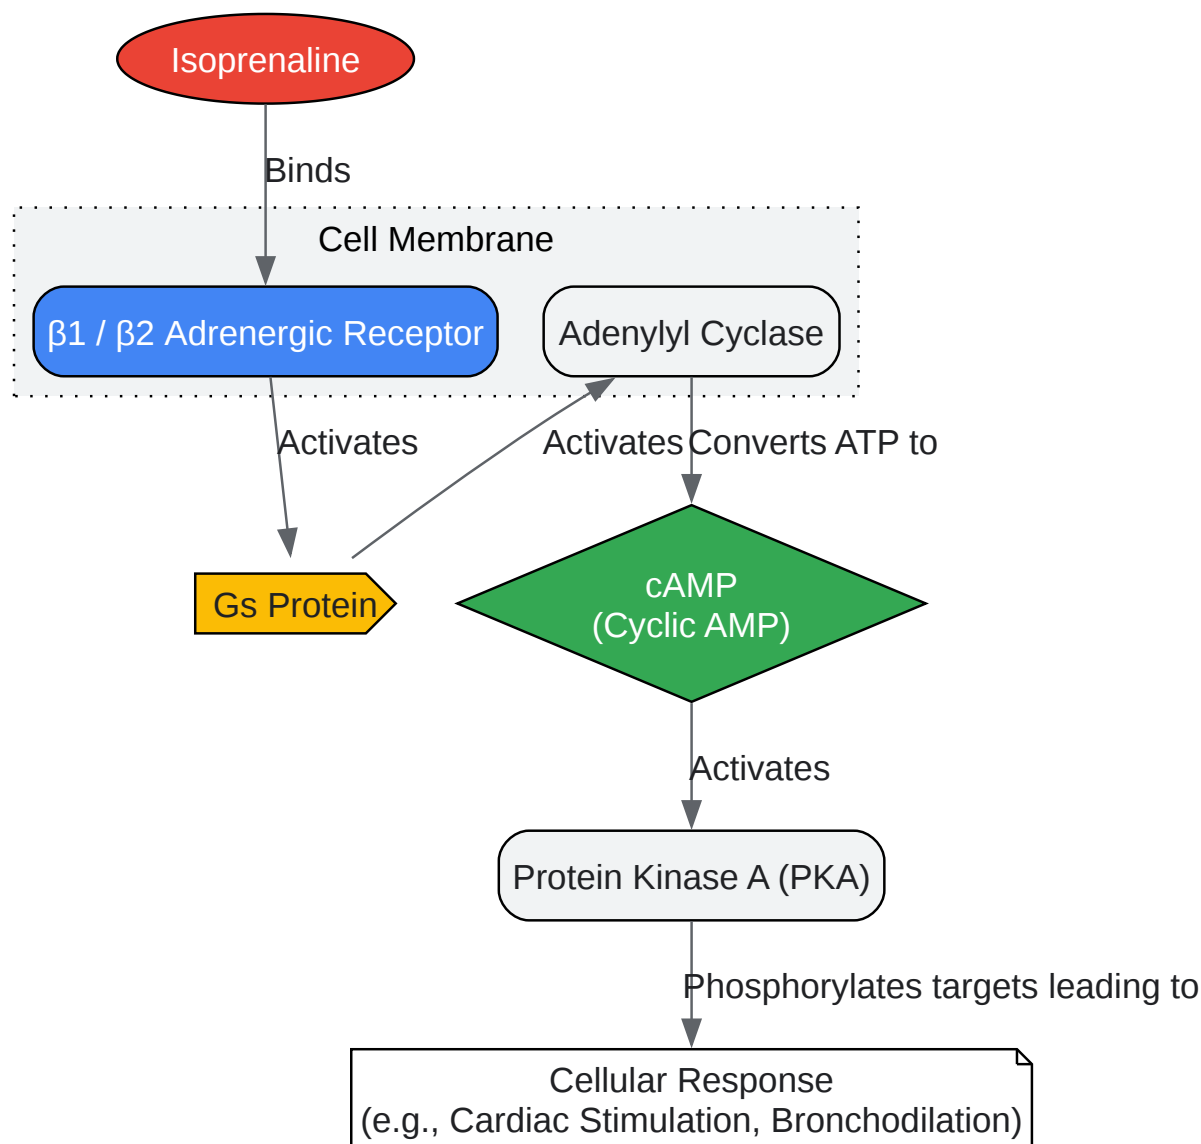 Isoprenaline
Binds
Cell Membrane
β1 / β2 Adrenergic Receptor
Adenylyl Cyclase
Activates
Activates
Converts ATP to
Gs Protein
cAMP
(Cyclic AMP)
Activates
Protein Kinase A (PKA)
Phosphorylates targets leading to
Cellular Response
(e.g., Cardiac Stimulation, Bronchodilation)